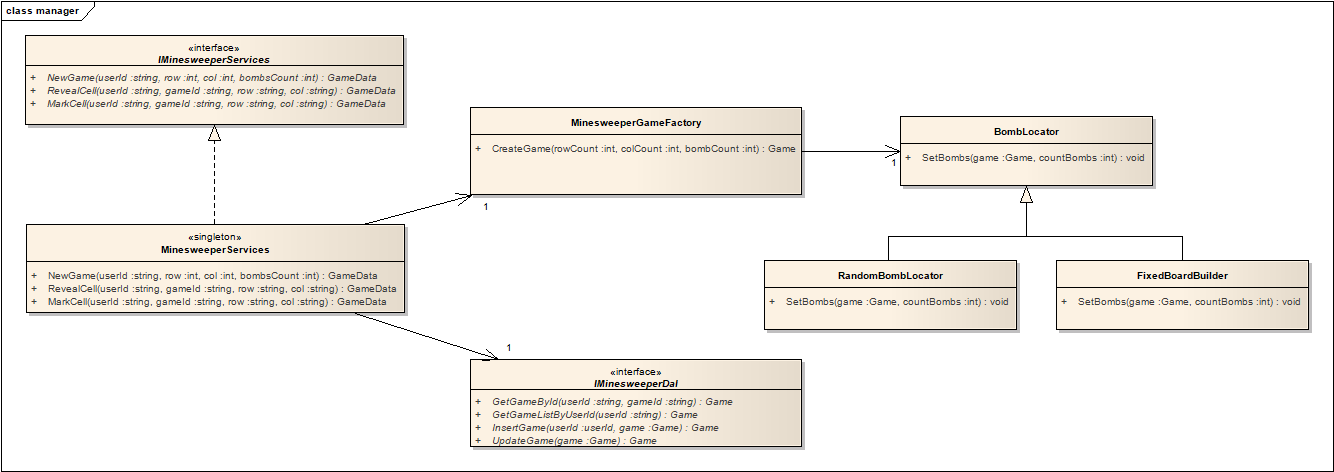 class manager
«interface»
IMinesweeperServices
+ NewGame(userId :string, row :int, col :int, bombsCount :int) : GameData
+ RevealCell(userId :string, gameId :string, row :string, col :string) : GameData
+ MarkCell(userId :string, gameId :string, row :string, col :string) : GameData
MinesweeperGameFactory
+ CreateGame(rowCount :int, colCount :int, bombCount :int) : Game
BombLocator
+ SetBombs(game :Game, countBombs :int) : void
1
1
«singleton»
MinesweeperServices
+ NewGame(userId :string, row :int, col :int, bombsCount :int) : GameData
+ RevealCell(userId :string, gameId :string, row :string, col :string) : GameData
+ MarkCell(userId :string, gameId :string, row :string, col :string) : GameData
RandomBombLocator
+ SetBombs(game :Game, countBombs :int) : void
FixedBoardBuilder
+ SetBombs(game :Game, countBombs :int) : void
1
«interface»
IMinesweeperDal
+ GetGameById(userId :string, gameId :string) : Game
+ GetGameListByUserId(userId :string) : Game
+ InsertGame(userId :userId, game :Game) : Game
+ UpdateGame(game :Game) : Game